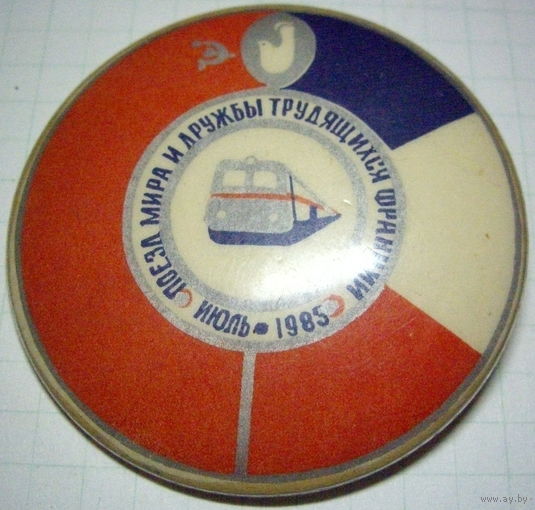 ПОЕЗД МИРА И ДРУЖБЫ ТРУДЯЩИХСЯ ФРАНЦИИ
ИЮЛЬ 1985
www.ay.by